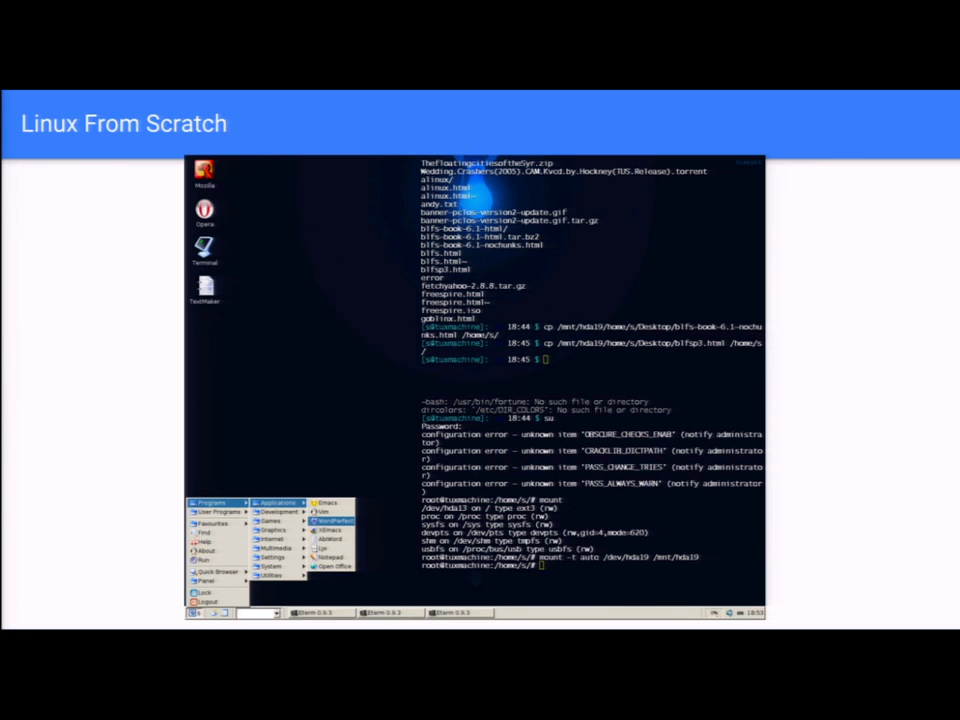 Linux From Scratch
Mozilla
Opera
Terminal
TextMaker
ThefloatingcitiesoftheSyr.zip
Wedding.Crashers(2005).CAM.Kvcd.by.Hockney(TUS.Release).torrent
alinux/
alinux.html
alinux.html~
andy.txt
banner-pclos-version2-update.gif
banner-pclos-version2-update.gif.tar.gz
blfs-book-6.1-html/
blfs-book-6.1-html.tar.bz2
blfs-book-6.1-nochunks.html
blfs.html
blfs.html~
blfsp3.html
error
fetchyahoo-2.8.8.tar.gz
freespire.html
freespire.html~
freespire.iso
goblinx.html
[s@tuxmachine]: 18:44 $ cp /mnt/hda19/home/s/Desktop/blfs-book-6.1-nochu
nks.html /home/s/
[s@tuxmachine]: 18:45 $ cp /mnt/hda19/home/s/Desktop/blfsp3.html /home/s
/
[s@tuxmachine]: 18:45 $
-bash: /usr/bin/fortune: No such file or directory
dircolors: `/etc/DIR_COLORS': No such file or directory
[s@tuxmachine]: 18:44 $ su
Password:
configuration error - unknown item "OBSCURE_CHECKS_ENAB" (notify administra
tor)
configuration error - unknown item "CRACKLIB_DICTPATH" (notify administrato
r)
configuration error - unknown item "PASS_CHANGE_TRIES" (notify administrato
r)
configuration error - unknown item "PASS_ALWAYS_WARN" (notify administrator
)
root@tuxmachine:/home/s/# mount
/dev/hda13 on / type ext3 (rw)
proc on /proc type proc (rw)
sysfs on /sys type sysfs (rw)
devpts on /dev/pts type devpts (rw,gid=4,mode=620)
shm on /dev/shm type tmpfs (rw)
usbfs on /proc/bus/usb type usbfs (rw)
root@tuxmachine:/home/s/# mount -t auto /dev/hda19 /mnt/hda19
root@tuxmachine:/home/s/#
Programs
User Programs
Favourites
Find
Help
About
Run
Quick Browser
Panel
Lock
Logout
Applications
Development
Games
Graphics
Internet
Multimedia
Settings
System
Utilities
Emacs
Vim
WordPerfect
XEmacs
AbiWord
Lyx
Notepad
Open Office
Eterm 0.9.3
Eterm 0.9.3
Eterm 0.9.3
18:53